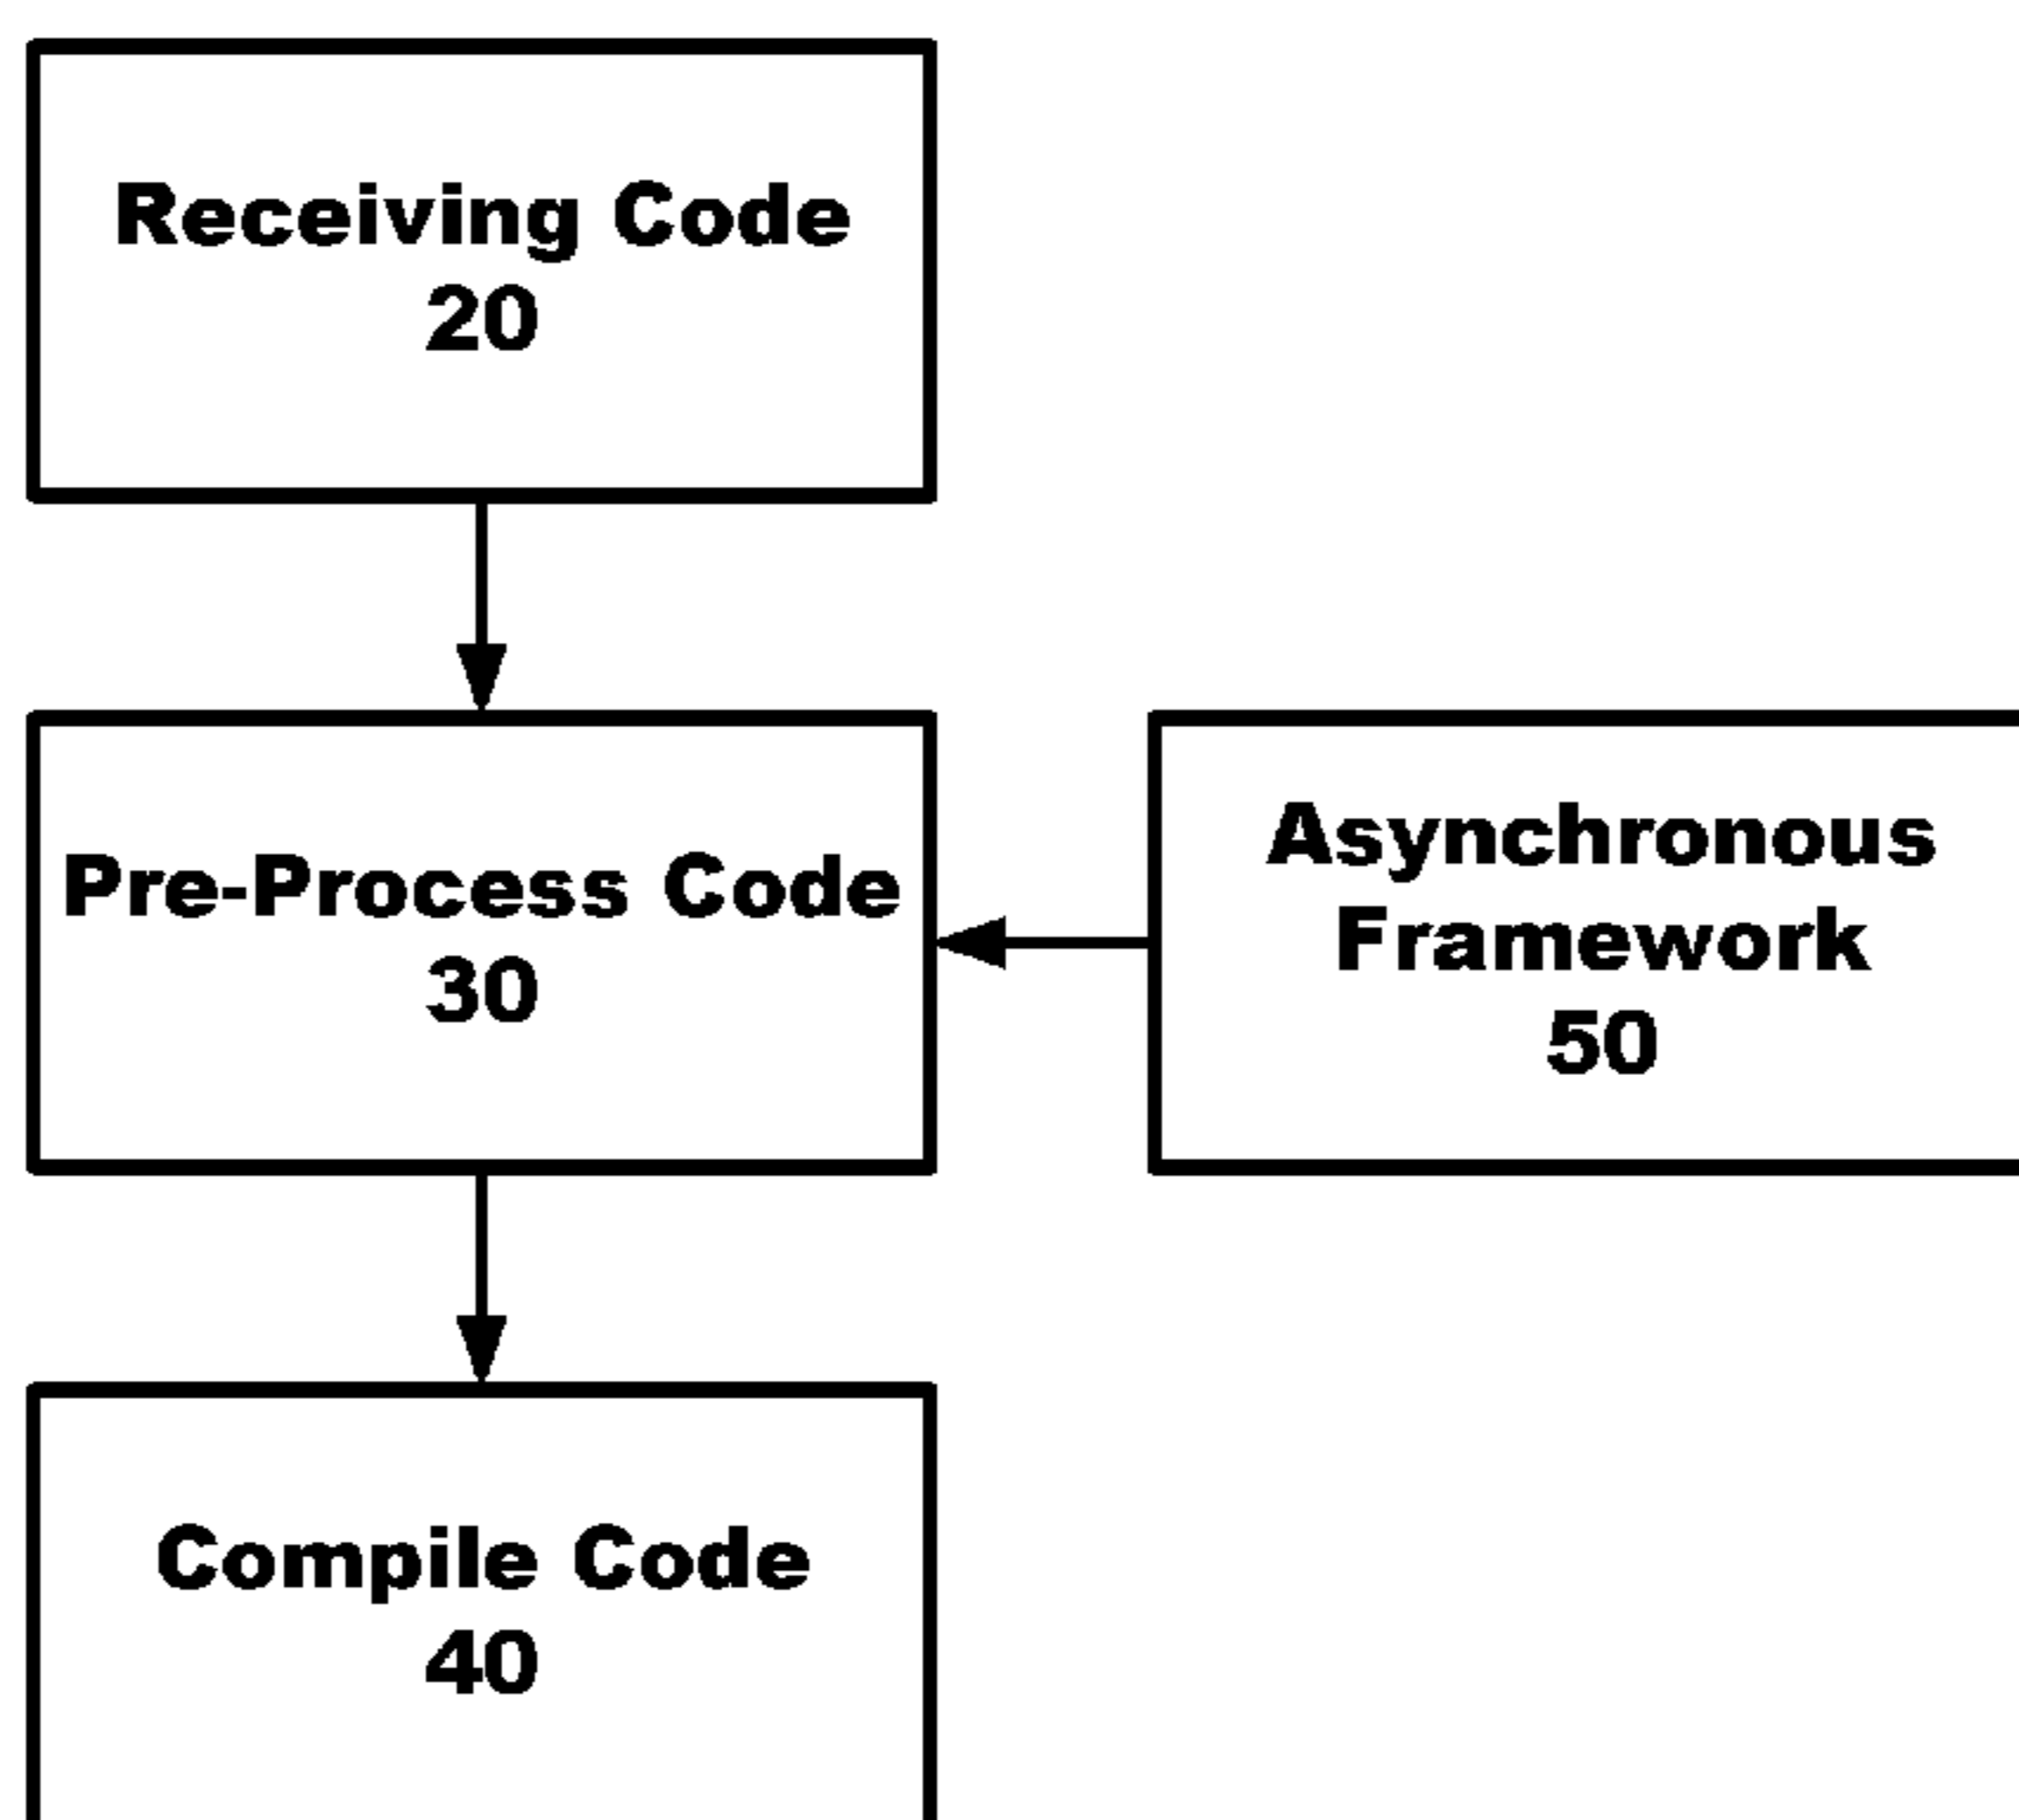 Receiving Code
20
Pre-Process Code
30
Asynchronous
Framework
50
Compile Code
40